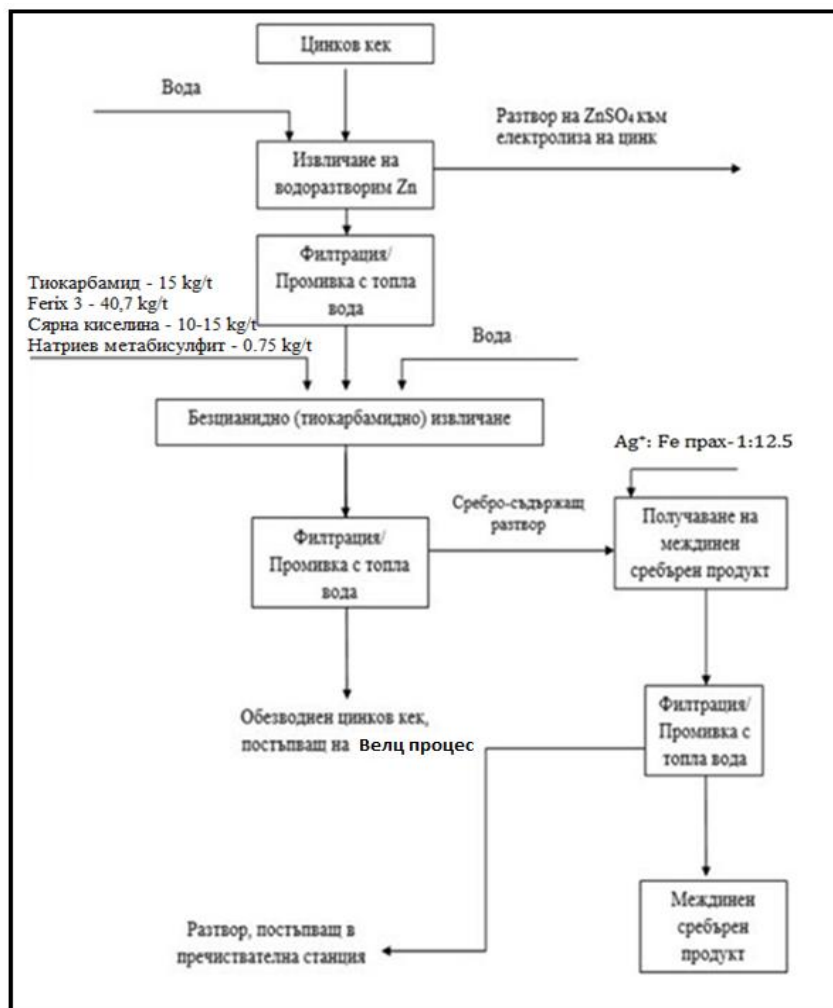 Цинков кек
Вода
Разтвор на ZnSO₄ към
електролиза на цинк
Извличане на
водоразтворим Zn
Филтрация/
Промивка с топла
вода
Тиокарбамид - 15 kg/t
Ferix 3 - 40,7 kg/t
Сярна киселина - 10-15 kg/t
Натриев метабисулфит - 0.75 kg/t
Вода
Безцианидно (тиокарбамидно) извличане
Ag⁺: Fe прах- 1:12.5
Филтрация/
Промивка с топла
вода
Сребро-съдържащ
разтвор
Получаване на
междинен
сребърен продукт
Обезводнен цинков кек,
постъпващ на Велц процес
Филтрация/
Промивка с
топла вода
Разтвор, постъпващ в
пречиствателна станция
Междинен
сребърен
продукт